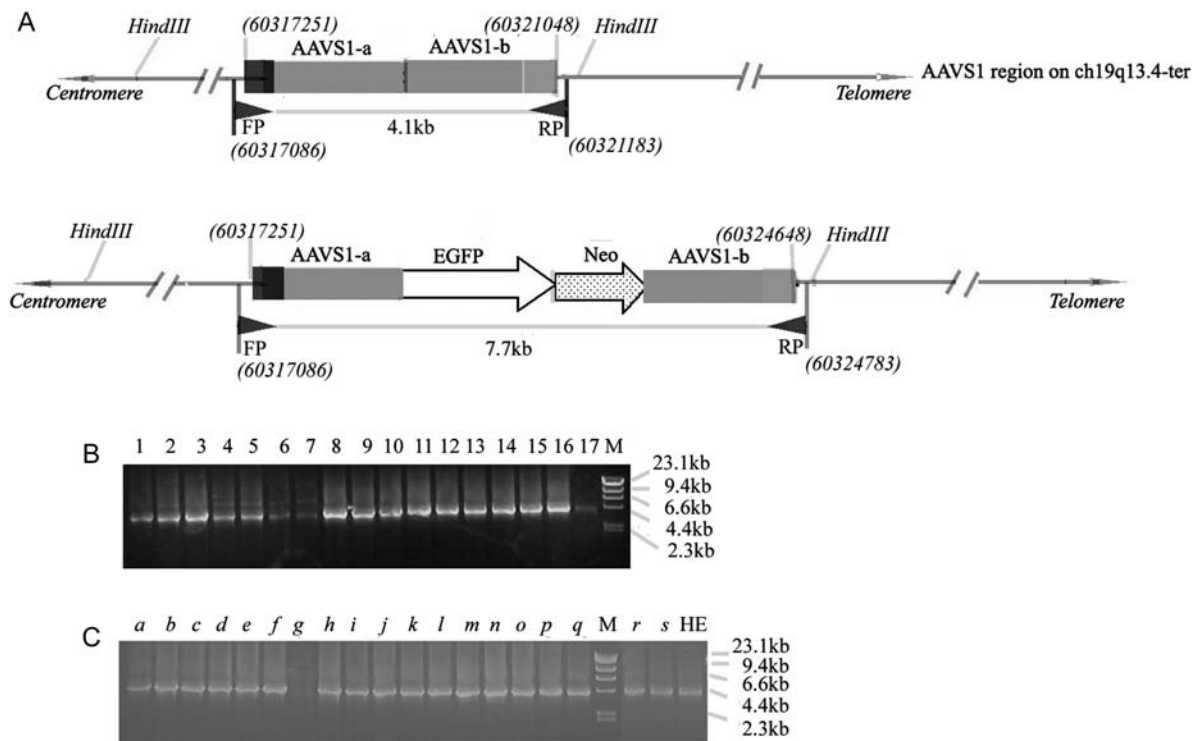 A
(60317251)
(60321048)
HindIII
HindIII
AAVS1-a
AAVS1-b
AAVS1 region on ch19q13.4-ter
Centromere
Telomere
FP
4.1kb
RP
(60317086)
(60321183)
HindIII
(60317251)
(60324648)
HindIII
AAVS1-a
EGFP
Neo
AAVS1-b
Centromere
Telomere
FP
7.7kb
RP
(60317086)
(60324783)
B
1 2 3 4 5 6 7 8 9 10 11 12 13 14 15 16 17 M
23.1kb
9.4kb
6.6kb
4.4kb
2.3kb
C
a b c d e f g h i j k l m n o p q M r s HE
23.1kb
9.4kb
6.6kb
4.4kb
2.3kb